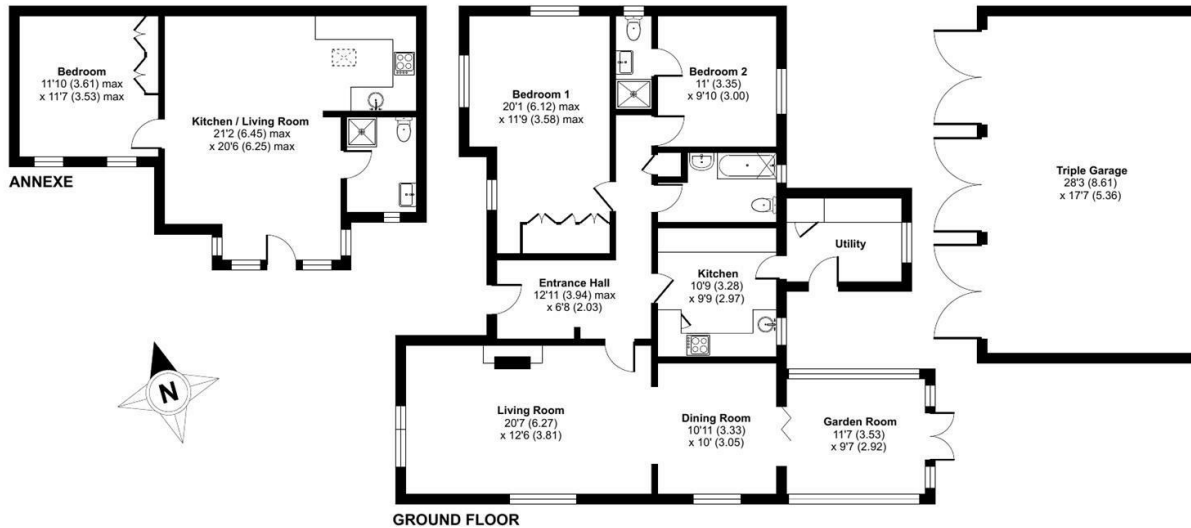 Bedroom
11'10 (3.61) max
x 11'7 (3.53) max
Kitchen / Living Room
21'2 (6.45) max
x 20'6 (6.25) max
ANNEXE
Bedroom 1
20'1 (6.12) max
x 11'9 (3.58) max
Bedroom 2
11' (3.35)
x 9'10 (3.00)
Triple Garage
28'3 (8.61)
x 17'7 (5.36)
Utility
Kitchen
10'9 (3.28)
x 9'9 (2.97)
Entrance Hall
12'11 (3.94) max
x 6'8 (2.03)
N
Living Room
20'7 (6.27)
x 12'6 (3.81)
Dining Room
10'11 (3.33)
x 10' (3.05)
Garden Room
11'7 (3.53)
x 9'7 (2.92)
GROUND FLOOR